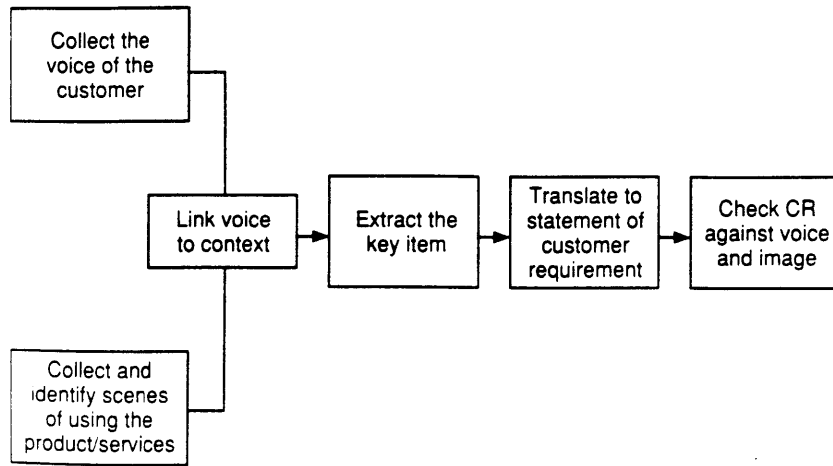 Collect the
voice of the
customer
Link voice
to context
Extract the
key item
Translate to
statement of
customer
requirement
Check CR
against voice
and image
Collect and
identify scenes
of using the
product/services